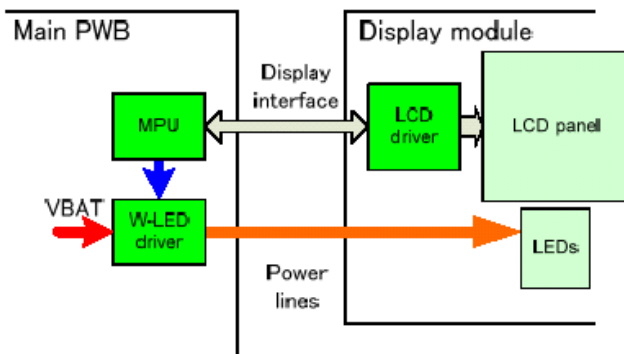 Main PWB
Display module
Display
interface
MPU
LCD
driver
LCD panel
VBAT
W-LED
driver
LEDs
Power
lines